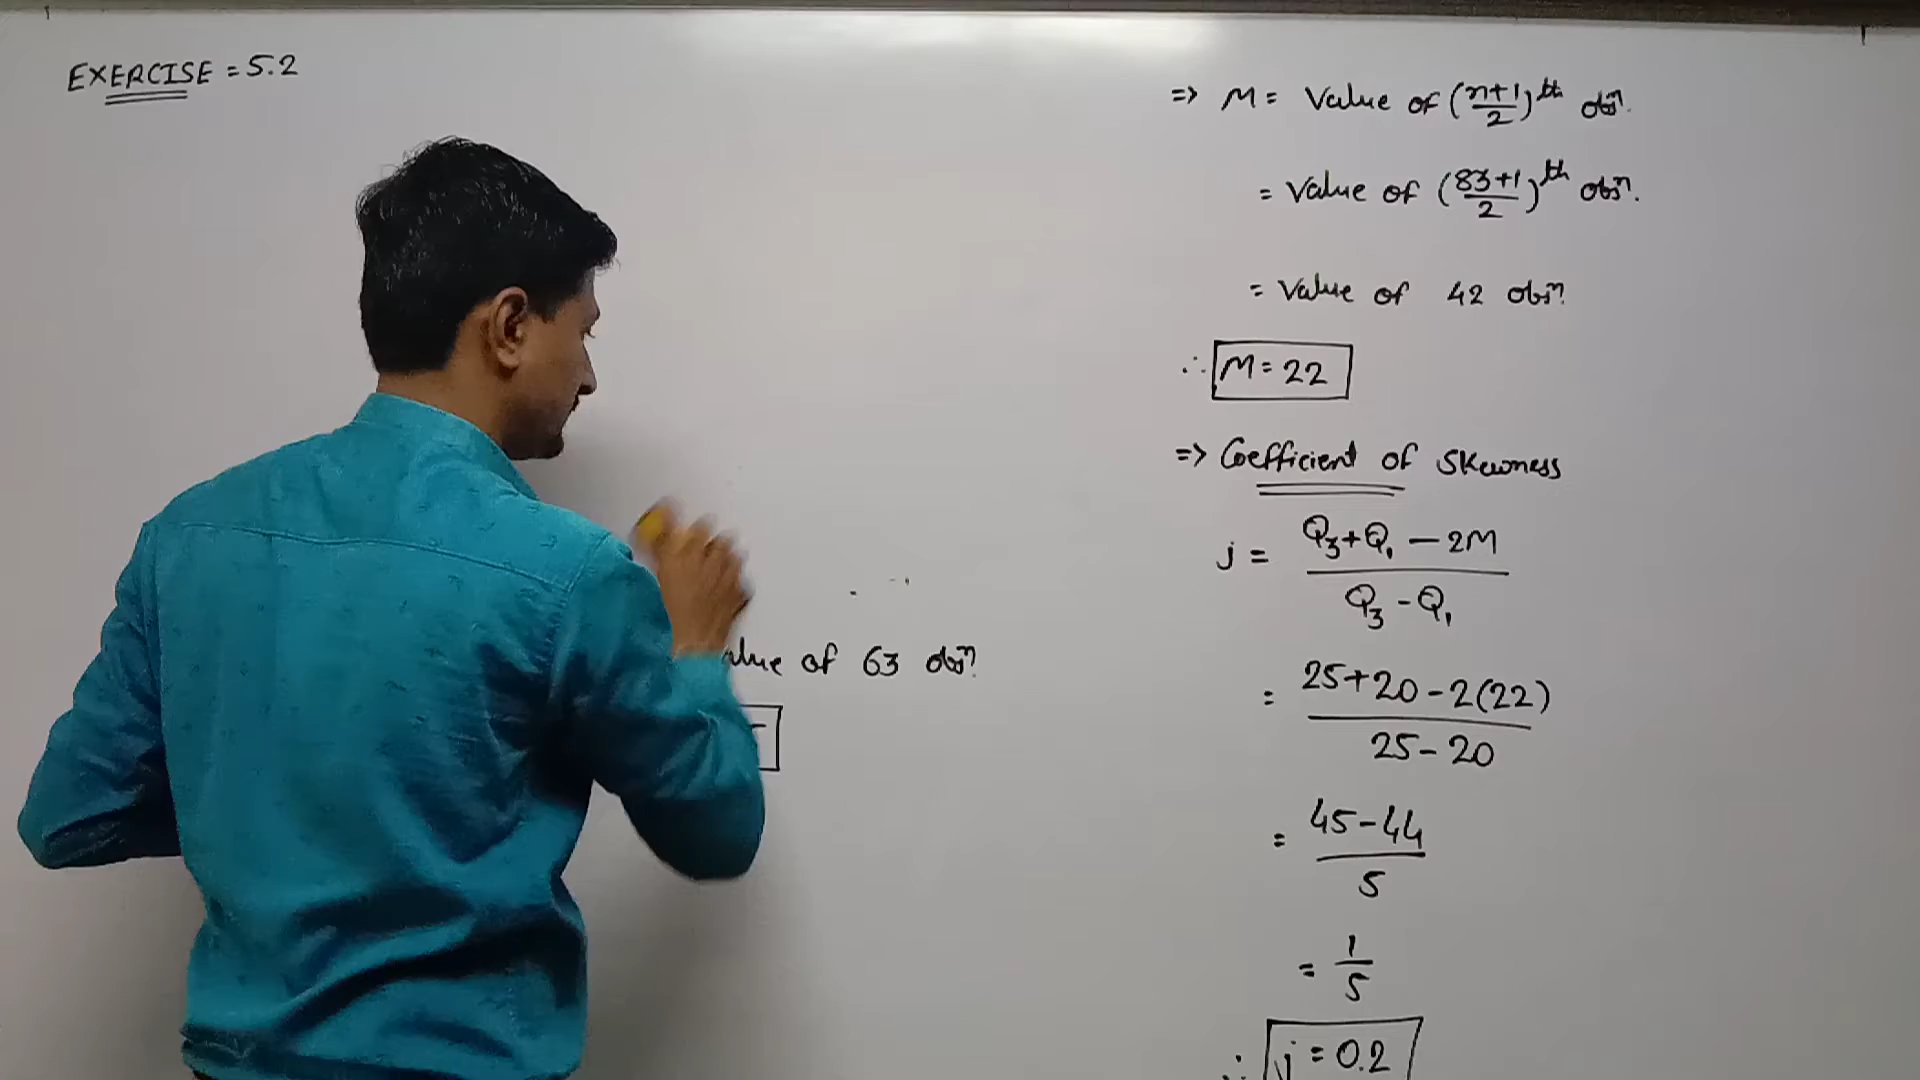 EXERCISE = 5.2
of 63 obsⁿ.
=> M = Value of (n+1/2)th obsⁿ.
= Value of (83+1/2)th obsⁿ.
= Value of 42 obsⁿ.
∴ M = 22
=> Coefficient of Skewness
j = Q₃+Q₁ − 2M / Q₃ − Q₁
= 25+20 − 2(22) / 25 − 20
= 45 − 44 / 5
= 1/5
∴ j = 0.2